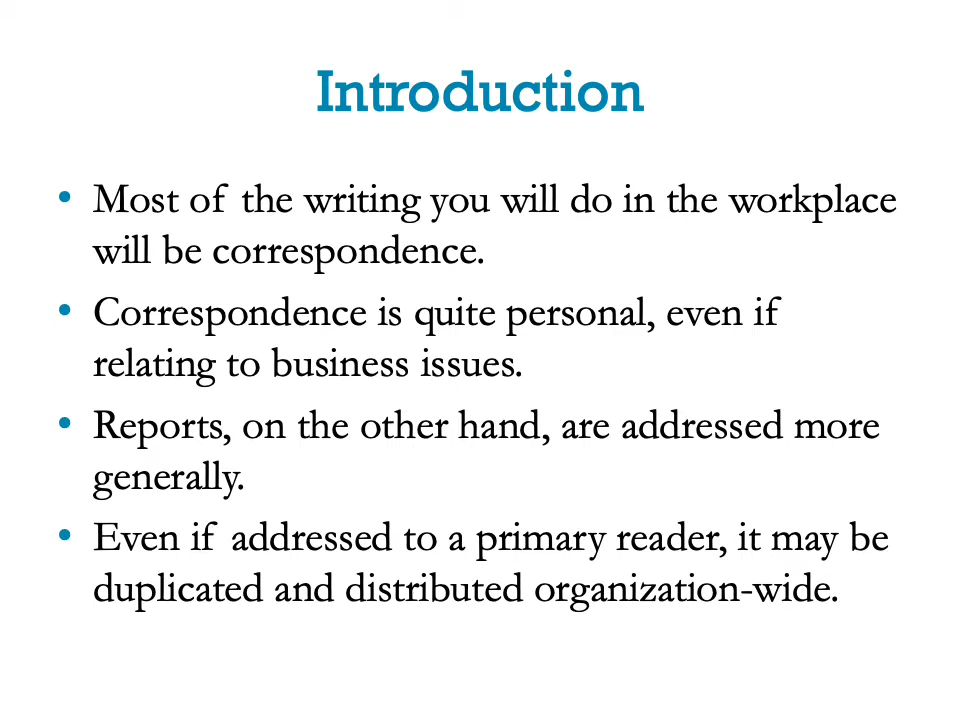 Introduction
• Most of the writing you will do in the workplace
will be correspondence.
• Correspondence is quite personal, even if
relating to business issues.
• Reports, on the other hand, are addressed more
generally.
• Even if addressed to a primary reader, it may be
duplicated and distributed organization-wide.